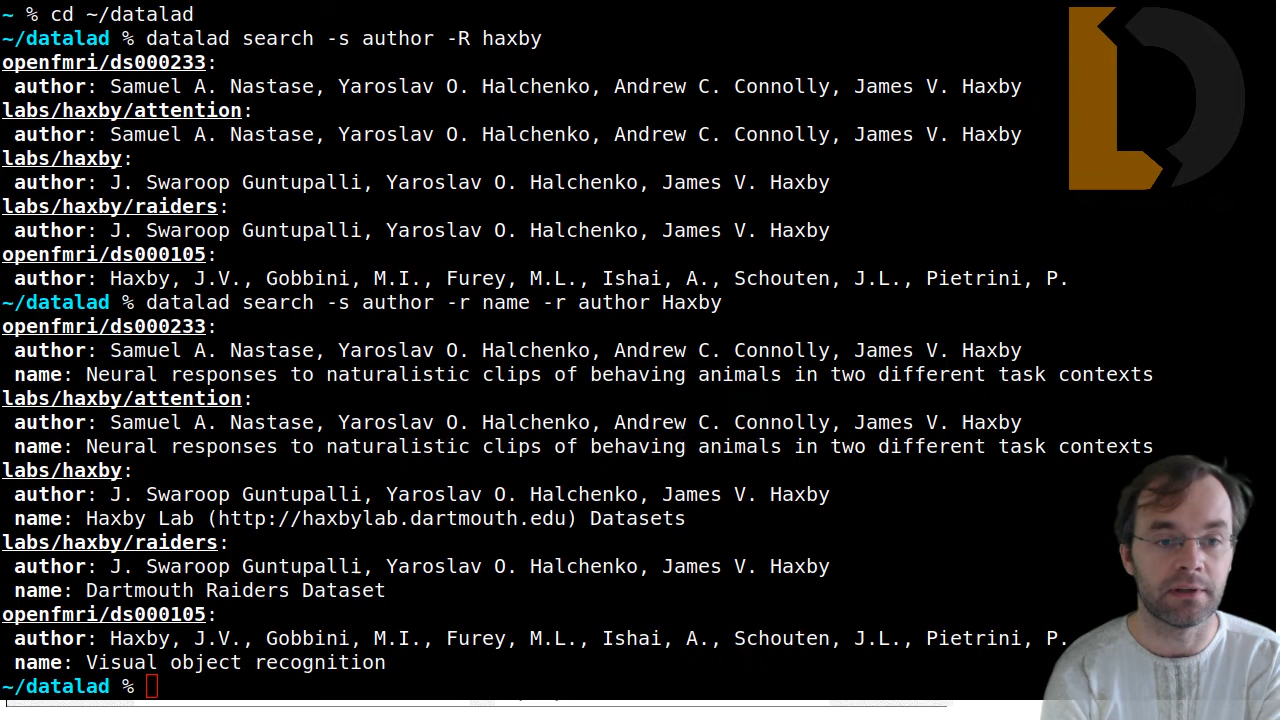 ~ % cd ~/datalad
~/datalad % datalad search -s author -R haxby
openfmri/ds000233:
author: Samuel A. Nastase, Yaroslav O. Halchenko, Andrew C. Connolly, James V. Haxby
labs/haxby/attention:
author: Samuel A. Nastase, Yaroslav O. Halchenko, Andrew C. Connolly, James V. Haxby
labs/haxby:
author: J. Swaroop Guntupalli, Yaroslav O. Halchenko, James V. Haxby
labs/haxby/raiders:
author: J. Swaroop Guntupalli, Yaroslav O. Halchenko, James V. Haxby
openfmri/ds000105:
author: Haxby, J.V., Gobbini, M.I., Furey, M.L., Ishai, A., Schouten, J.L., Pietrini, P.
~/datalad % datalad search -s author -r name -r author Haxby
openfmri/ds000233:
author: Samuel A. Nastase, Yaroslav O. Halchenko, Andrew C. Connolly, James V. Haxby
name: Neural responses to naturalistic clips of behaving animals in two different task contexts
labs/haxby/attention:
author: Samuel A. Nastase, Yaroslav O. Halchenko, Andrew C. Connolly, James V. Haxby
name: Neural responses to naturalistic clips of behaving animals in two different task contexts
labs/haxby:
author: J. Swaroop Guntupalli, Yaroslav O. Halchenko, James V. Haxby
name: Haxby Lab (http://haxbylab.dartmouth.edu) Datasets
labs/haxby/raiders:
author: J. Swaroop Guntupalli, Yaroslav O. Halchenko, James V. Haxby
name: Dartmouth Raiders Dataset
openfmri/ds000105:
author: Haxby, J.V., Gobbini, M.I., Furey, M.L., Ishai, A., Schouten, J.L., Pietrini, P.
name: Visual object recognition
~/datalad %